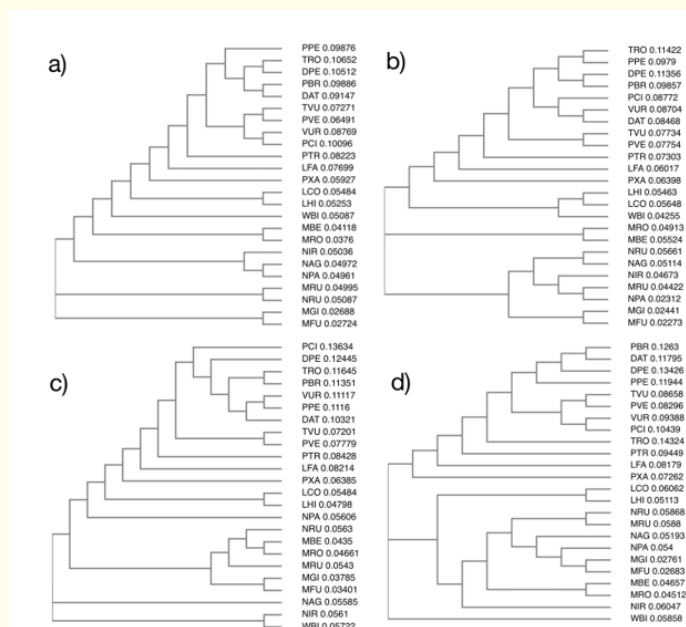 a)
PPE 0.09876
TRO 0.10652
DPE 0.10512
PBR 0.09886
DAT 0.09147
TVU 0.07271
PVE 0.06491
VUR 0.08769
PCI 0.10096
PTR 0.08223
LFA 0.07699
PXA 0.05927
LCO 0.05484
LHI 0.05253
WBI 0.05087
MBE 0.04118
MRO 0.0376
NIR 0.05036
NAG 0.04972
NPA 0.04961
MRU 0.04995
NRU 0.05087
MGI 0.02688
MFU 0.02724
b)
TRO 0.11422
PPE 0.0979
DPE 0.11356
PBR 0.09857
PCI 0.08772
VUR 0.08704
DAT 0.08468
TVU 0.07734
PVE 0.07754
PTR 0.07303
LFA 0.06017
PXA 0.06398
LHI 0.05463
LCO 0.05648
WBI 0.04255
MRO 0.04913
MBE 0.05524
NRU 0.05661
NAG 0.05114
NIR 0.04673
MRU 0.04422
NPA 0.02312
MGI 0.02441
MFU 0.02273
c)
PCI 0.13634
DPE 0.12445
TRO 0.11645
PBR 0.11351
VUR 0.11117
PPE 0.1116
DAT 0.10321
TVU 0.07201
PVE 0.07779
PTR 0.08428
LFA 0.08214
PXA 0.06385
LCO 0.05484
LHI 0.04798
NPA 0.05606
NRU 0.0563
MBE 0.0435
MRO 0.04661
MRU 0.0543
MGI 0.03785
MFU 0.03401
NAG 0.05585
NIR 0.0561
WBI 0.05722
d)
PBR 0.1263
DAT 0.11795
DPE 0.13426
PPE 0.11944
TVU 0.08658
PVE 0.08296
VUR 0.09388
PCI 0.10439
TRO 0.14324
PTR 0.09449
LFA 0.08179
PXA 0.07262
LCO 0.06062
LHI 0.05113
NRU 0.05868
MRU 0.0588
NAG 0.05193
NPA 0.054
MGI 0.02761
MFU 0.02683
MBE 0.04657
MRO 0.04512
NIR 0.06047
WBI 0.05858